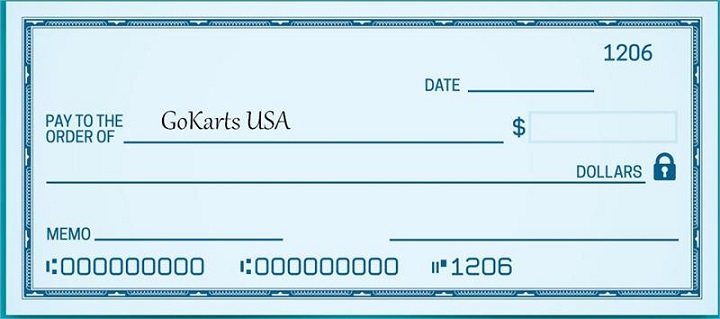 1206
DATE
PAY TO THE
ORDER OF
GoKarts USA
$
DOLLARS
MEMO
⑆000000000 ⑆000000000 ⑈1206